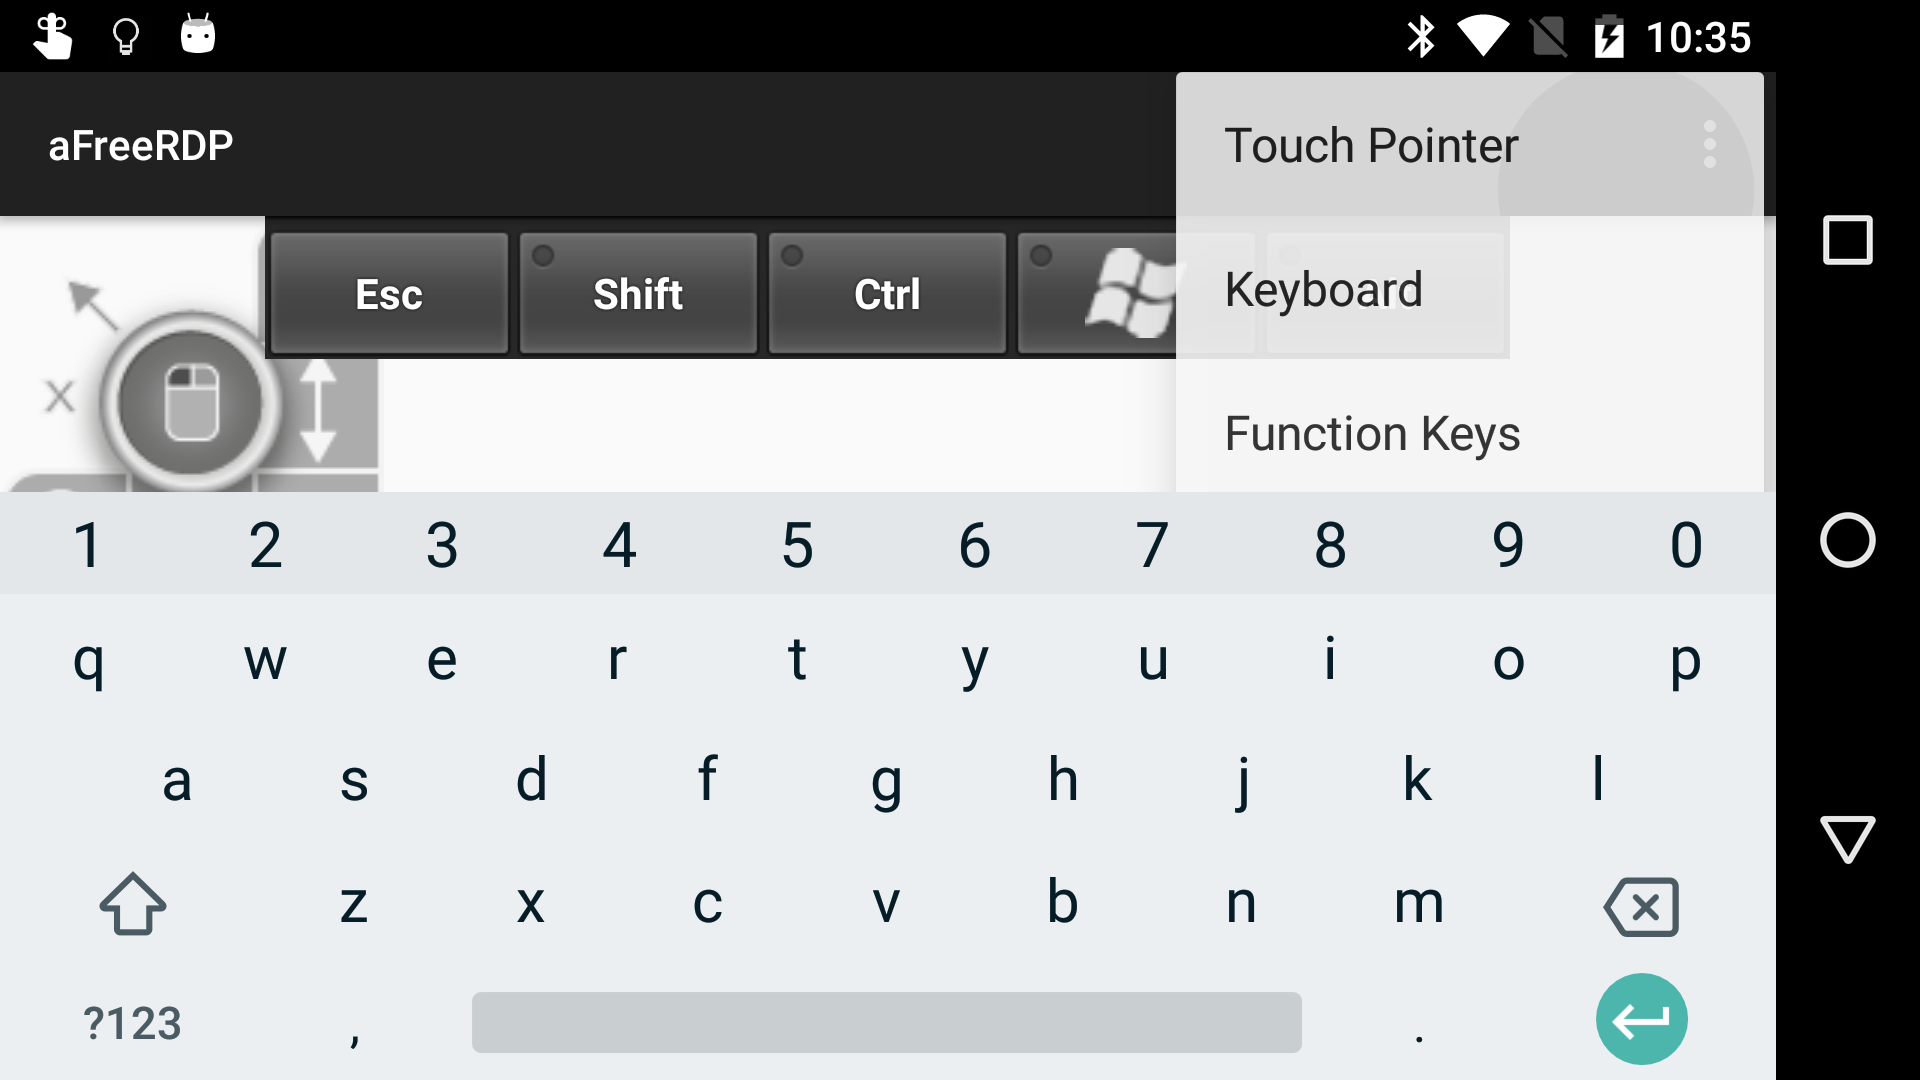 10:35
aFreeRDP
Touch Pointer
Esc Shift Ctrl
Keyboard
Function Keys
1 2 3 4 5 6 7 8 9 0
q w e r t y u i o p
a s d f g h j k l
z x c v b n m
?123 , .